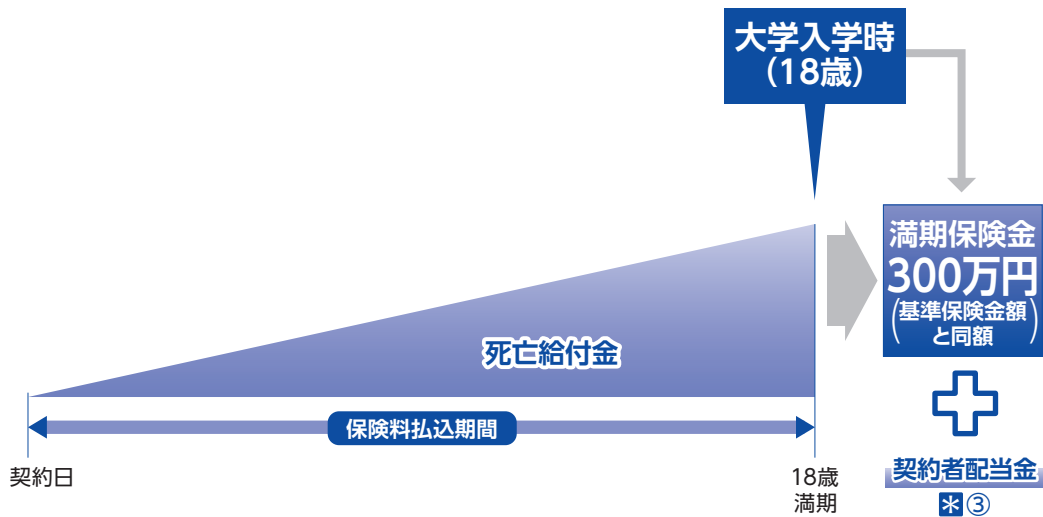 大学入学時
（18歳）
満期保険金
300万円
（基準保険金額
と同額）
死亡給付金
保険料払込期間
契約日
18歳
満期
契約者配当金
＊③